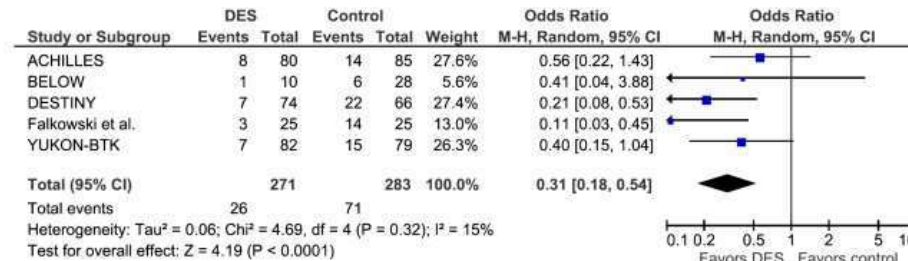 DES Control Odds Ratio Odds Ratio
Study or Subgroup Events Total Events Total Weight M-H, Random, 95% CI M-H, Random, 95% CI
ACHILLES 8 80 14 85 27.6% 0.56 [0.22, 1.43]
BELOW 1 10 6 28 5.6% 0.41 [0.04, 3.88]
DESTINY 7 74 22 66 27.4% 0.21 [0.08, 0.53]
Falkowski et al. 3 25 14 25 13.0% 0.11 [0.03, 0.45]
YUKON-BTK 7 82 15 79 26.3% 0.40 [0.15, 1.04]
Total (95% CI) 271 283 100.0% 0.31 [0.18, 0.54]
Total events 26 71
Heterogeneity: Tau² = 0.06; Chi² = 4.69, df = 4 (P = 0.32); I² = 15%
Test for overall effect: Z = 4.19 (P < 0.0001)
0.1 0.2 0.5 1 2 5 10
Favors DES Favors control